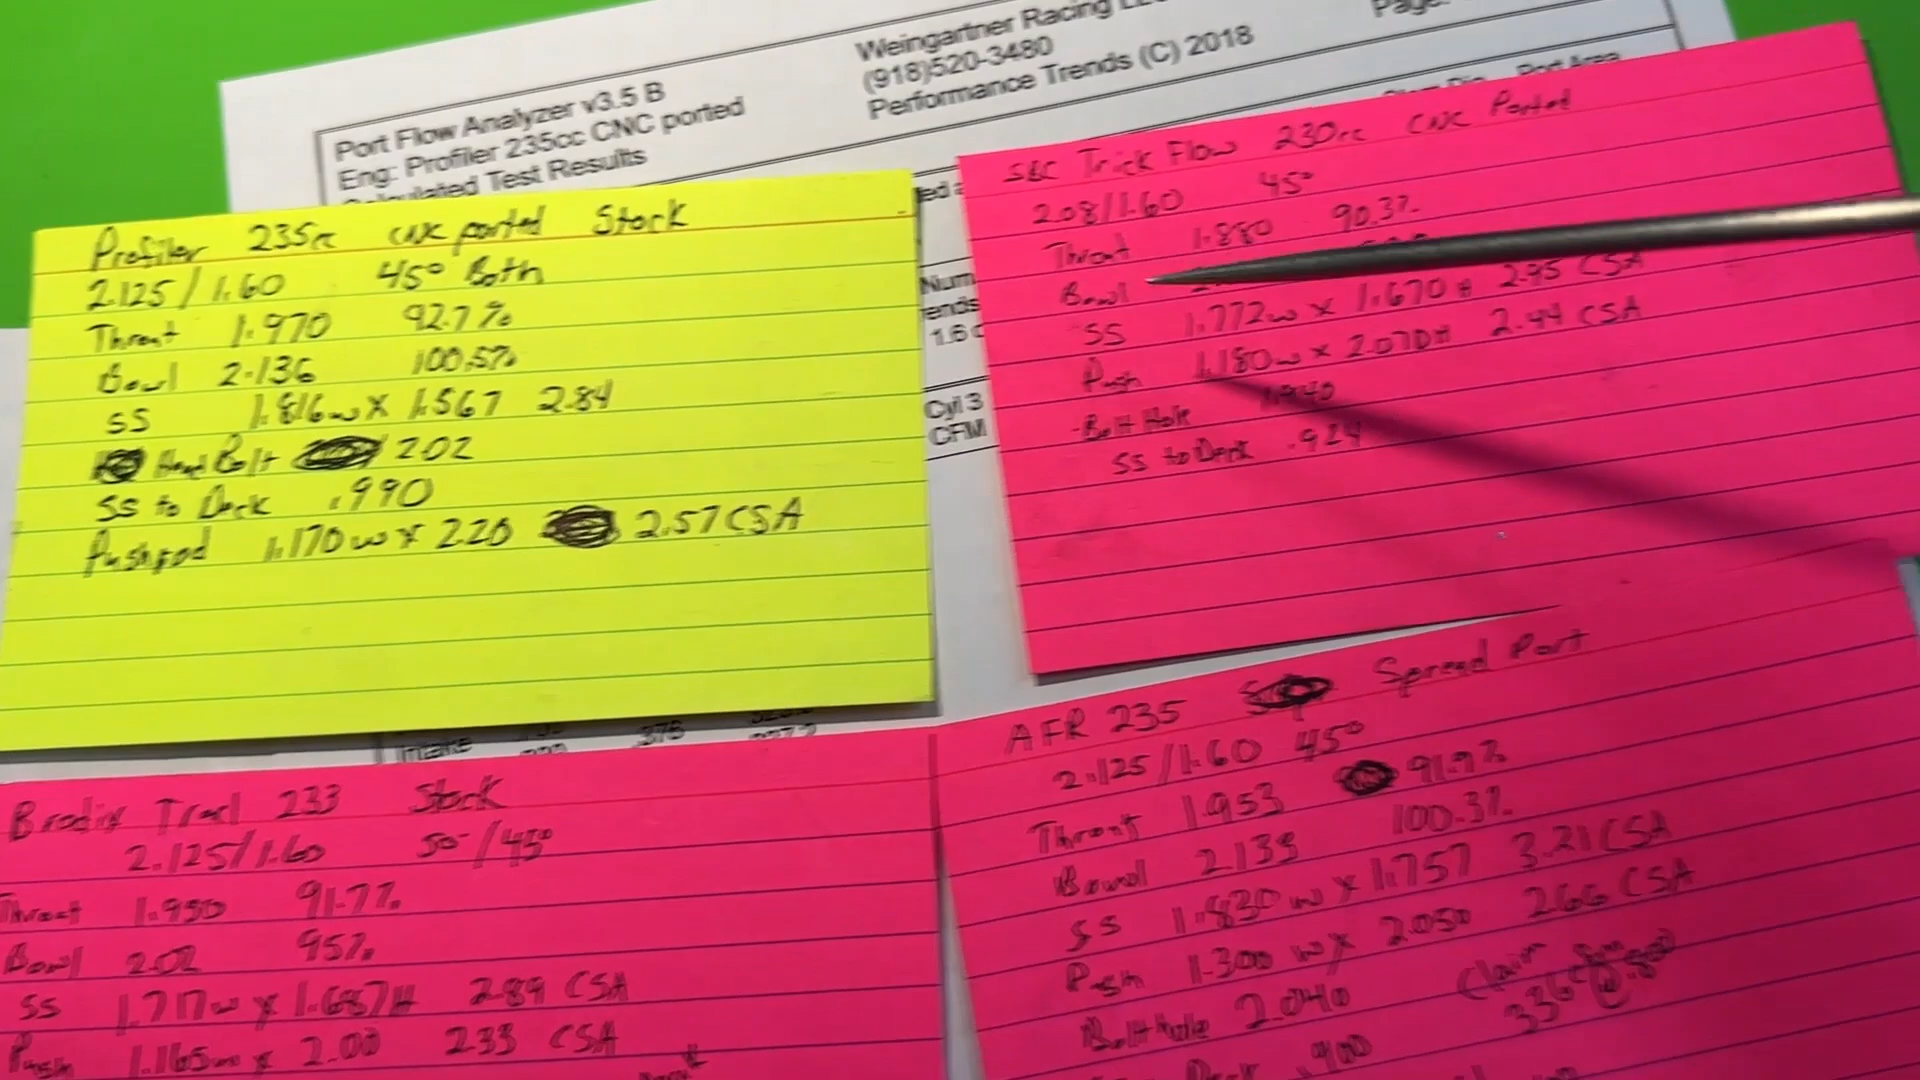 Weingartner Racing
(918)520-3480
Performance Trends (C) 2018
Page:
Port Flow Analyzer v3.5 B
Eng: Profiler 235cc CNC ported
Calculated Test Results
Profiler 235cc CNC ported Stock
2.125/1.60 45° Both
Throat 1.970 92.7%
Bowl 2.136 100.5%
SS 1.816w x 1.567 2.84
Head Bolt 2.02
SS to Deck .990
Pushrod 1.170w x 2.20 2.57 CSA
SBC Trick Flow 230cc CNC Ported
2.08/1.60 45°
Throat 1.880 90.3%
Bowl
SS 1.772w x 1.670H 2.95 CSA
Push 1.180w x 2.070H 2.44 CSA
Bolt Hole 1.940
SS to Deck .924
Cyl 3
CFM
Intake
.376
Brodix Track 233 Stock
2.125/1.60 50°/45°
Throat 1.950 91.7%
Bowl 2.02 95%
SS 1.717w x 1.687H 2.89 CSA
Push 1.165w x 2.00 2.33 CSA
AFR 235 Spread Port
2.125/1.60 45°
Throat 1.953 91.9%
Bowl 2.133 100.3%
SS 1.830w x 1.757 3.21 CSA
Push 1.300w x 2.050 2.66 CSA
Bolt Hole 2.040 Claim
336 cfm @ .800
Deck .900